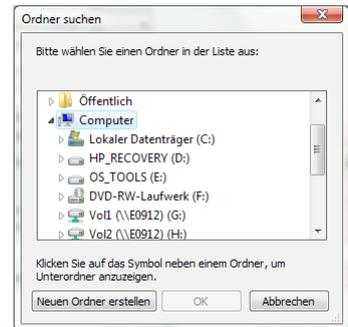 Ordner suchen
Bitte wählen Sie einen Ordner in der Liste aus:
Öffentlich
Computer
Lokaler Datenträger (C:)
HP_RECOVERY (D:)
OS_TOOLS (E:)
DVD-RW-Laufwerk (F:)
Vol1 (\\E0912) (G:)
Vol2 (\\E0912) (H:)
Klicken Sie auf das Symbol neben einem Ordner, um
Unterordner anzuzeigen.
Neuen Ordner erstellen OK Abbrechen